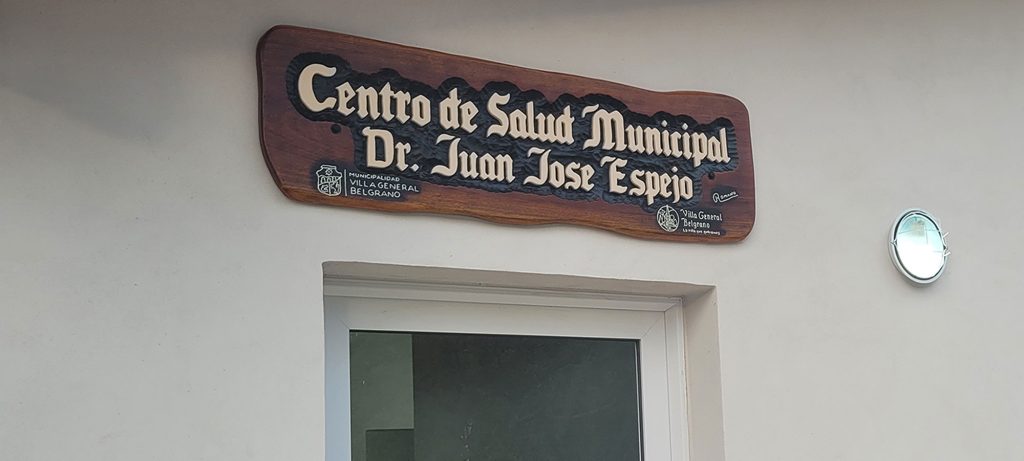 Centro de Salud Municipal
Dr. Juan Jose Espejo
MUNICIPALIDAD
VILLA GENERAL
BELGRANO
Villa General
Belgrano